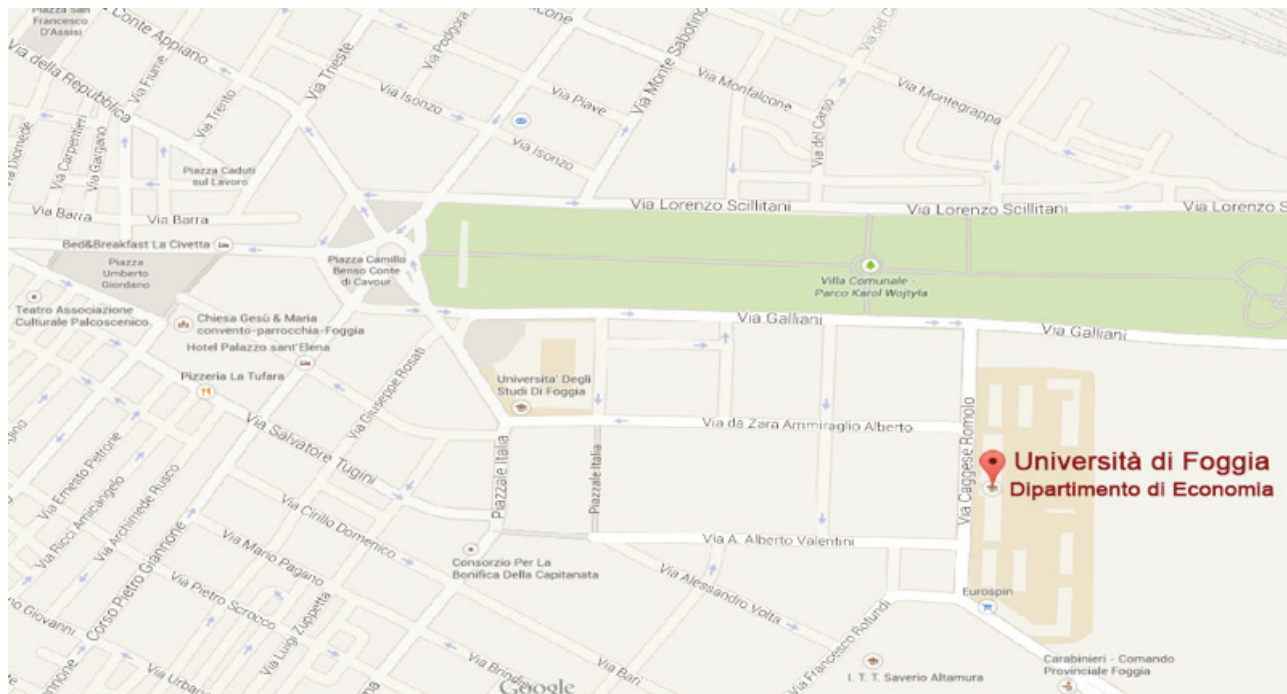 Piazza San
Francesco
D'Assisi
Conte Appiano
Via della Repubblica
Via Fiume
Via Trento
Via Trieste
Via Podgora
Via Isonzo
Via Piave
Via Isonzo
Via Monte Sabotino
Via Monfalcone
Via del Carso
Via Montegrappa
Via Carpentieri
Via Gargano
Piazza Caduti
sul Lavoro
Via Barra
Via Barra
Via Lorenzo Scillitani
Via Lorenzo Scillitani
Via Lorenzo S
Bed&Breakfast La Civetta
Piazza
Umberto
Giordano
Piazza Camillo
Benso Conte
di Cavour
Villa Comunale -
Parco Karol Wojtyła
Teatro Associazione
Culturale Palcoscenico
Chiesa Gesù & Maria
convento-parrocchia-Foggia
Hotel Palazzo sant'Elena
Via Galliani
Via Galliani
Pizzeria La Tufara
Via Giuseppe Rosati
Universita' Degli
Studi Di Foggia
Via Salvatore Tugini
Via da Zara Ammiraglio Alberto
Piazzale Italia
Piazzale Italia
Via Caggese Romolo
Università di Foggia
Dipartimento di Economia
Via Ernesto Petrone
Via Ricci Amicangelo
Via Archimede Rusco
Corso Pietro Giannone
Via Cirillo Domenico
Via Mario Pagano
Via Pietro Scrocco
Via Luigi Zuppetta
Consorzio Per La
Bonifica Della Capitanata
Via A. Alberto Valentini
Via Alessandro Volta
Via Francesco Rotundi
Eurospin
Giovanni
Via Urbano
Via Brindisi
Via Bari
Google
I. T. T. Saverio Altamura
Carabinieri - Comando
Provinciale Foggia